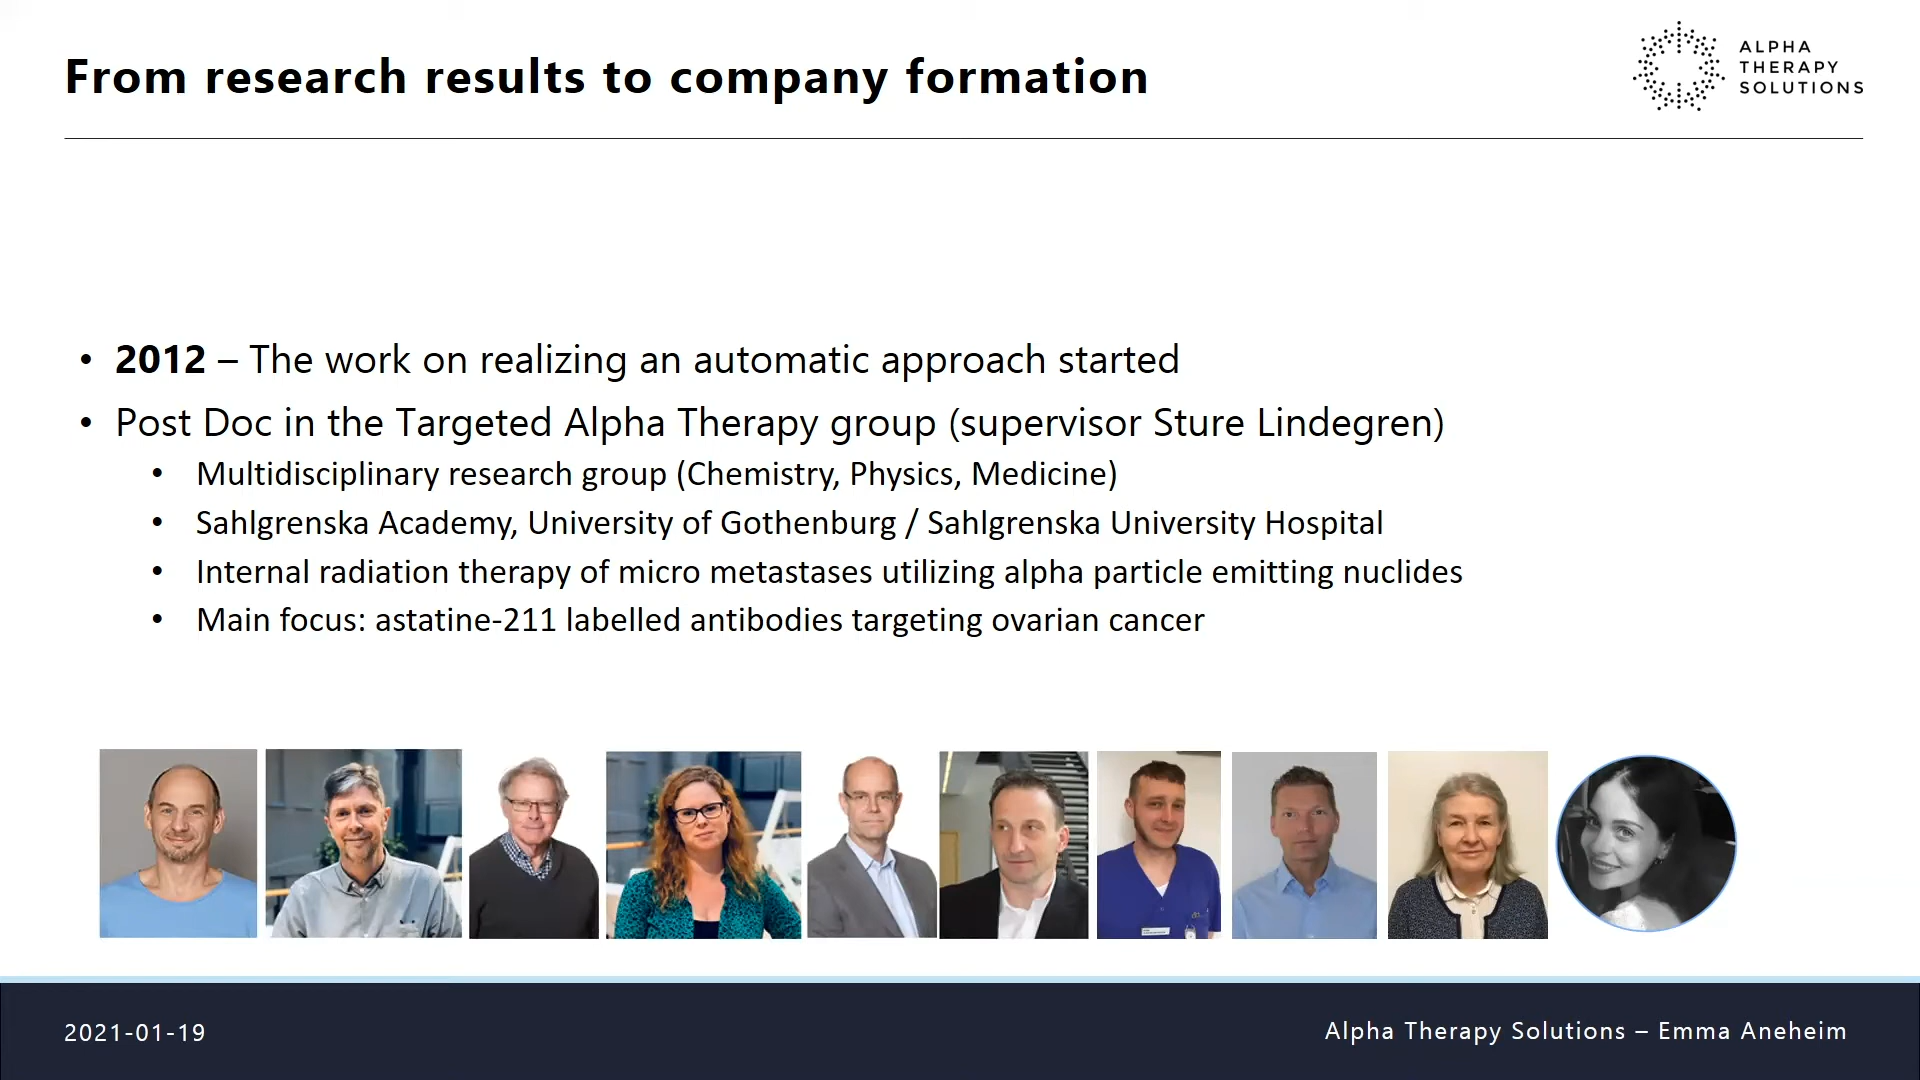 From research results to company formation
ALPHA
THERAPY
SOLUTIONS
• 2012 – The work on realizing an automatic approach started
• Post Doc in the Targeted Alpha Therapy group (supervisor Sture Lindegren)
• Multidisciplinary research group (Chemistry, Physics, Medicine)
• Sahlgrenska Academy, University of Gothenburg / Sahlgrenska University Hospital
• Internal radiation therapy of micro metastases utilizing alpha particle emitting nuclides
• Main focus: astatine-211 labelled antibodies targeting ovarian cancer
2021-01-19
Alpha Therapy Solutions – Emma Aneheim